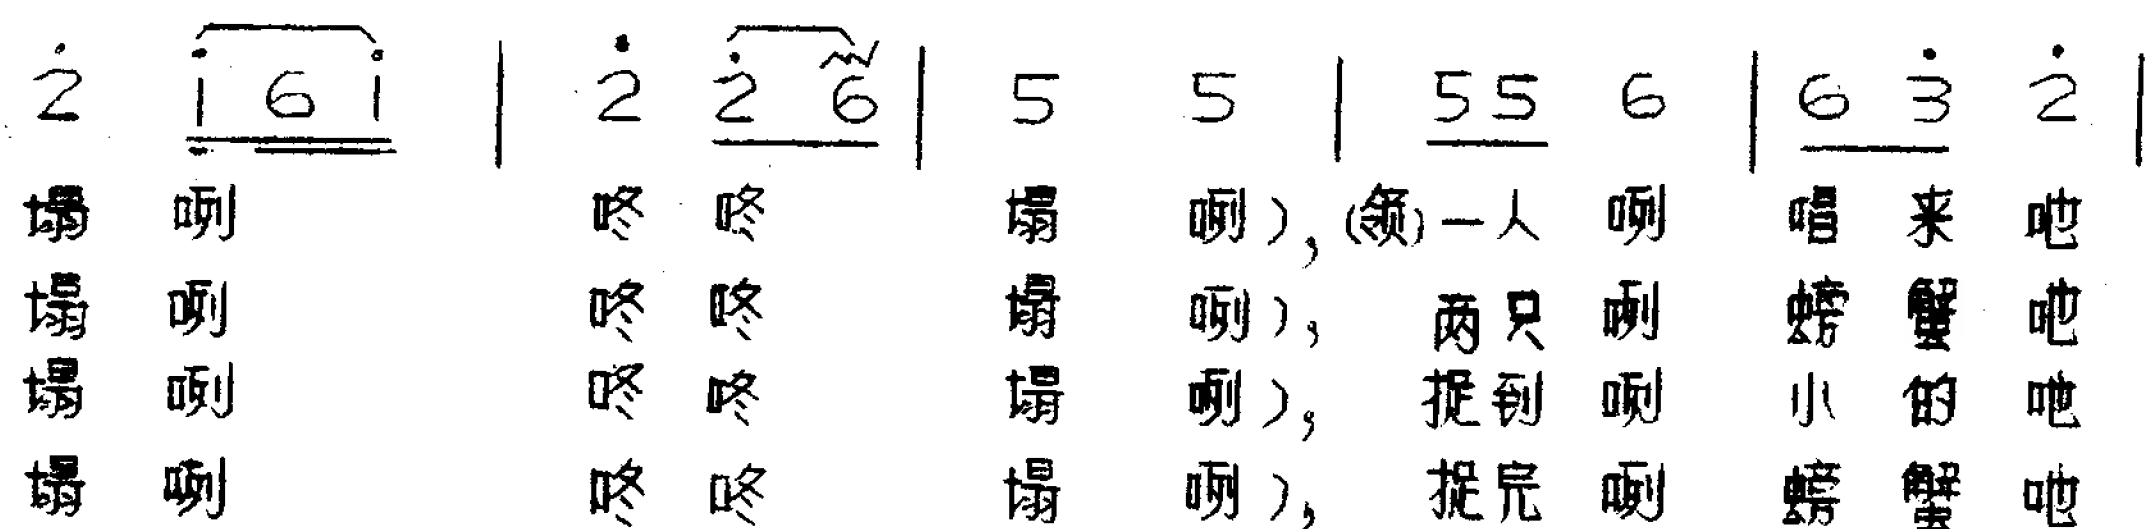 2̇ i̇ 6 i̇ | 2̇ 2̇ 6 | 5 5 | 5 5 6 | 6 3̇ 2̇ |
塌 咧 咚 咚 塌 咧），（领）一 人 咧 唱 来 吔
塌 咧 咚 咚 塌 咧），两 只 咧 螃 蟹 吔
塌 咧 咚 咚 塌 咧），捉 到 咧 小 的 吔
塌 咧 咚 咚 塌 咧），捉 完 咧 螃 蟹 吔